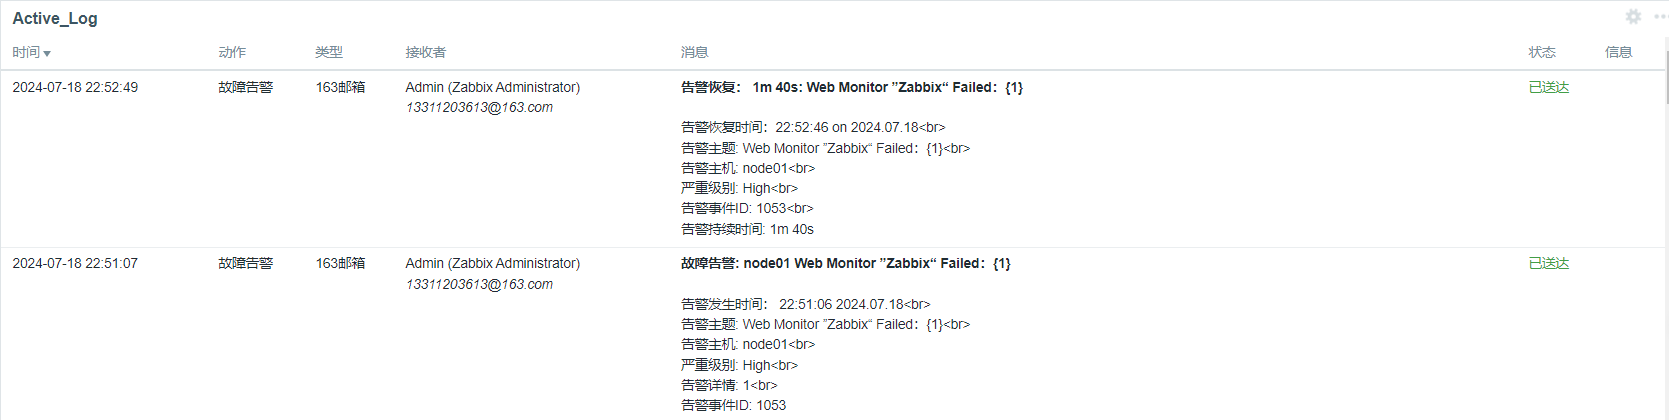 Active_Log
时间 动作 类型 接收者 消息 状态 信息
2024-07-18 22:52:49 故障告警 163邮箱 Admin (Zabbix Administrator) 告警恢复： 1m 40s: Web Monitor ”Zabbix“ Failed：{1} 已送达
13311203613@163.com
告警恢复时间：22:52:46 on 2024.07.18<br>
告警主题: Web Monitor ”Zabbix“ Failed：{1}<br>
告警主机: node01<br>
严重级别: High<br>
告警事件ID: 1053<br>
告警持续时间: 1m 40s
2024-07-18 22:51:07 故障告警 163邮箱 Admin (Zabbix Administrator) 故障告警: node01 Web Monitor ”Zabbix“ Failed：{1} 已送达
13311203613@163.com
告警发生时间： 22:51:06 2024.07.18<br>
告警主题: Web Monitor ”Zabbix“ Failed：{1}<br>
告警主机: node01<br>
严重级别: High<br>
告警详情: 1<br>
告警事件ID: 1053